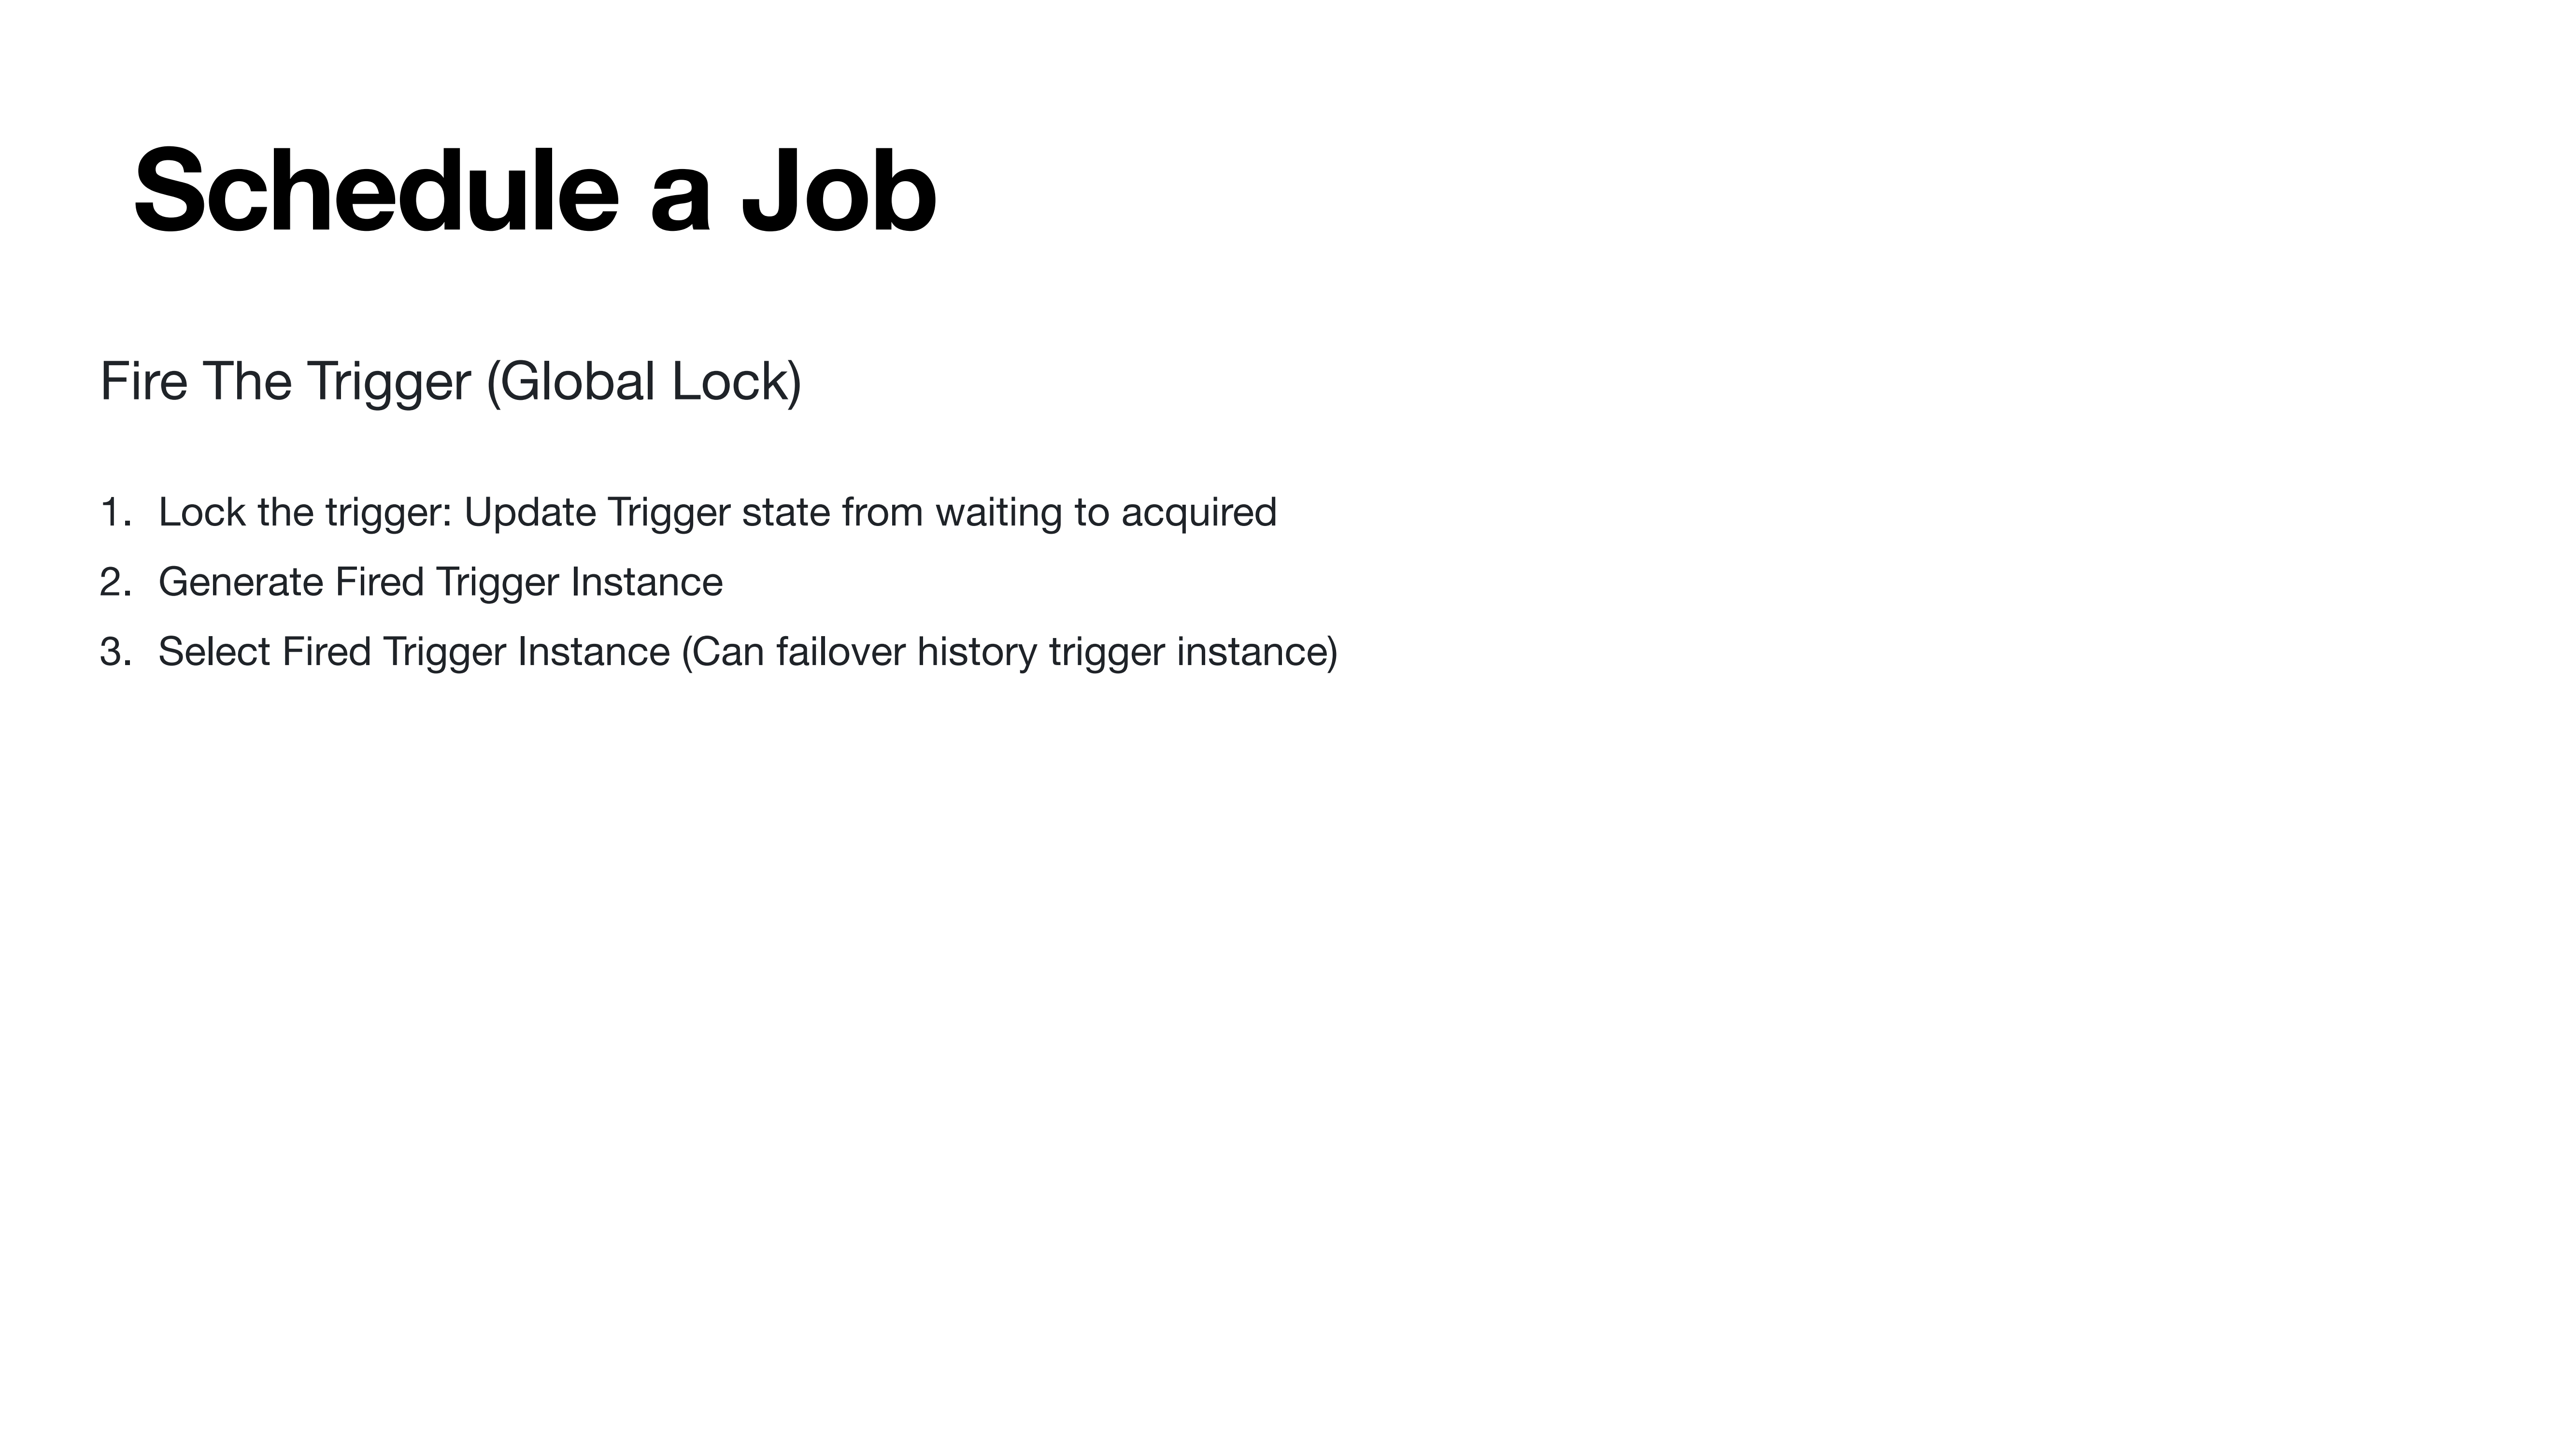 Schedule a Job
Fire The Trigger (Global Lock)
1. Lock the trigger: Update Trigger state from waiting to acquired
2. Generate Fired Trigger Instance
3. Select Fired Trigger Instance (Can failover history trigger instance)